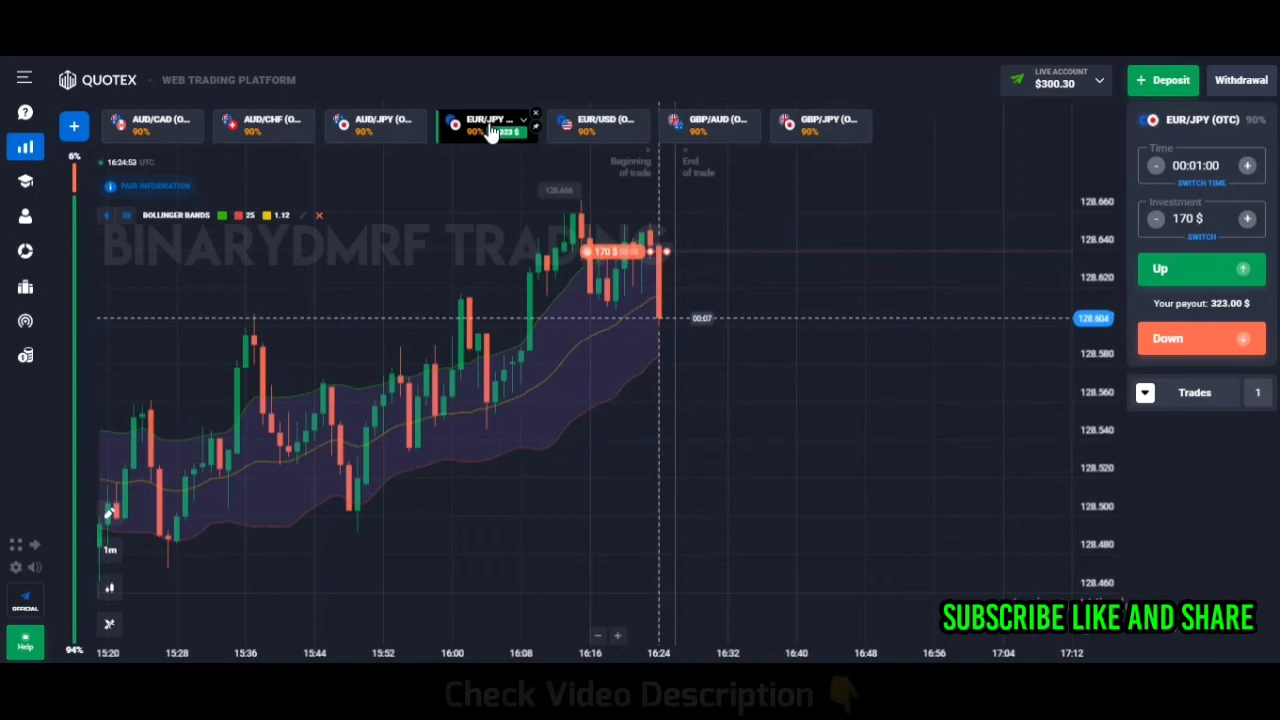 QUOTEX
WEB TRADING PLATFORM
LIVE ACCOUNT
$300.30
+ Deposit
Withdrawal
AUD/CAD (O...
90%
AUD/CHF (O...
90%
AUD/JPY (O...
90%
EUR/JPY ...
90%
323 $
EUR/USD (O...
90%
GBP/AUD (O...
90%
GBP/JPY (O...
90%
EUR/JPY (OTC) 90%
6%
16:24:53 UTC
PAIR INFORMATION
Beginning
of trade
End
of trade
Time
- 00:01:00 +
SWITCH TIME
Investment
- 170 $ +
SWITCH
Up
Your payout: 323.00 $
Down
Trades 1
BOLLINGER BANDS 25 1.12
BINARYDMRF TRADING
128.666
170 $
00:07
128.660
128.640
128.620
128.604
128.580
128.560
128.540
128.520
128.500
128.480
128.460
1m
OFFICIAL
Help
94%
15:20 15:28 15:36 15:44 15:52 16:00 16:08 16:16 16:24 16:32 16:40 16:48 16:56 17:04 17:12
SUBSCRIBE LIKE AND SHARE
Check Video Description